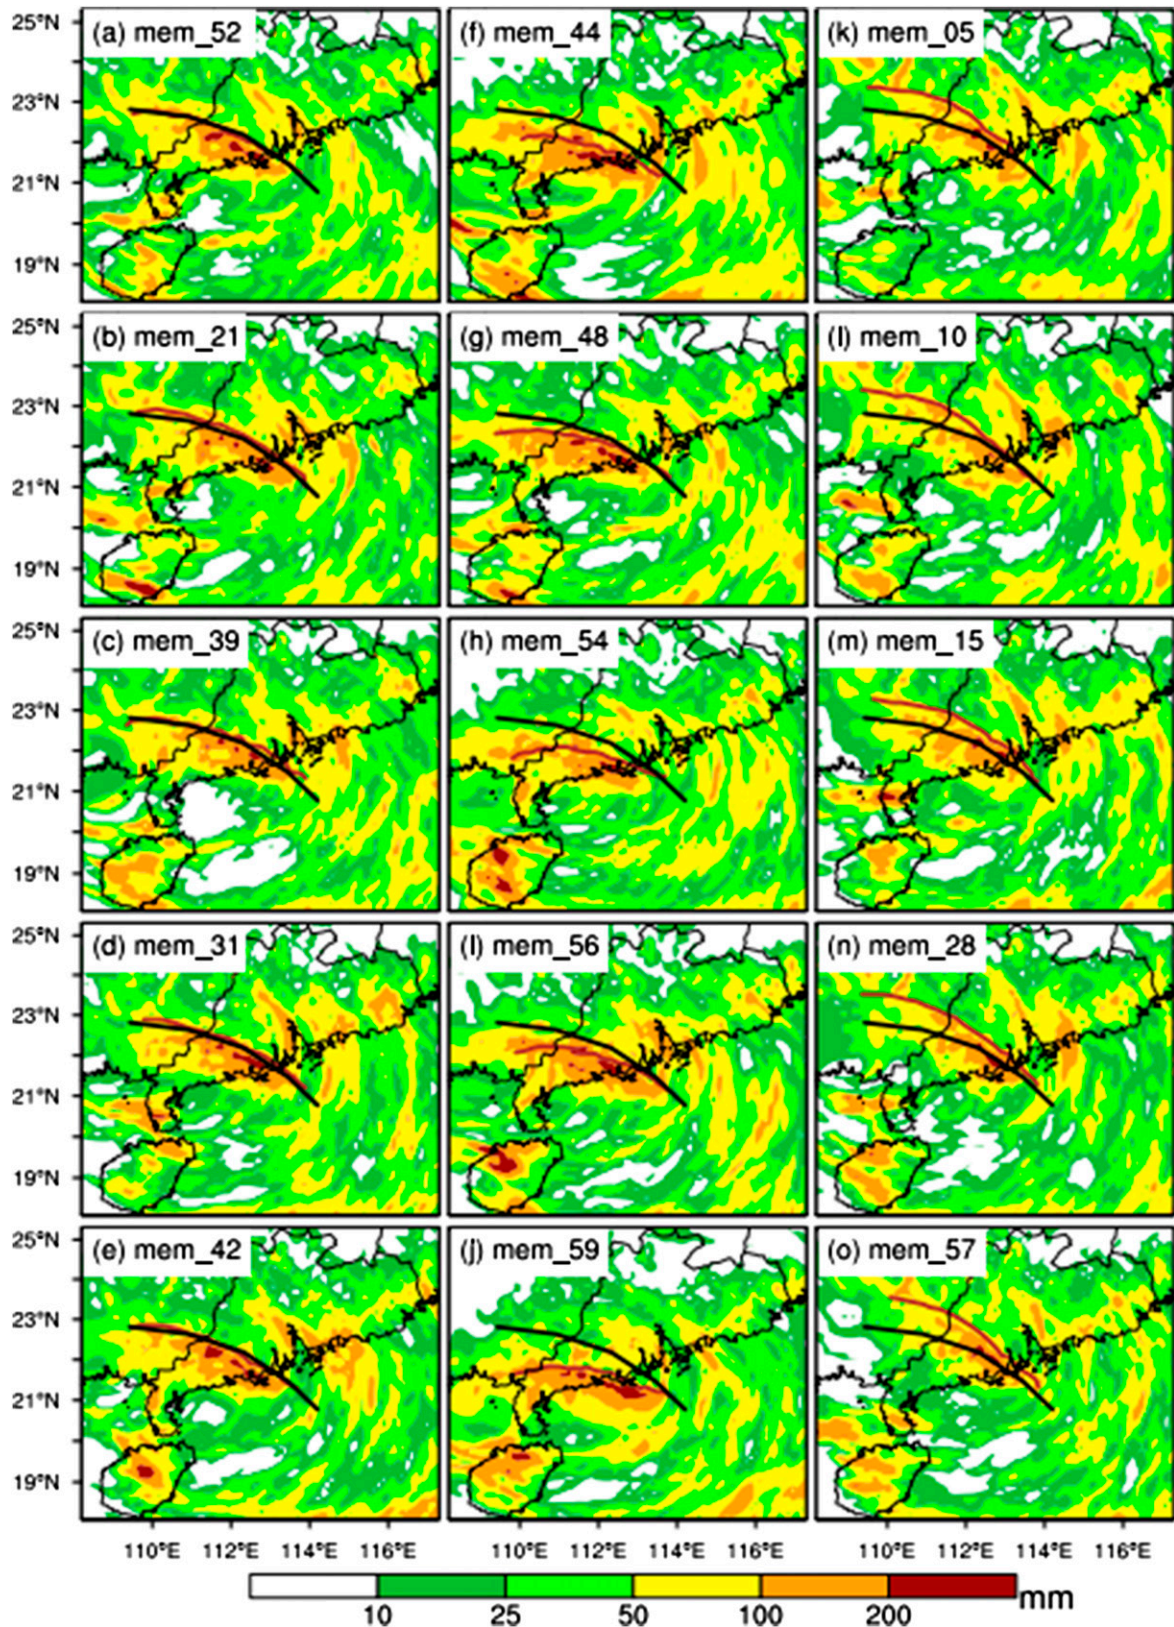 25°N (a) mem_52 (f) mem_44 (k) mem_05
23°N
21°N
19°N
25°N (b) mem_21 (g) mem_48 (l) mem_10
23°N
21°N
19°N
25°N (c) mem_39 (h) mem_54 (m) mem_15
23°N
21°N
19°N
25°N (d) mem_31 (l) mem_56 (n) mem_28
23°N
21°N
19°N
25°N (e) mem_42 (j) mem_59 (o) mem_57
23°N
21°N
19°N
110°E 112°E 114°E 116°E 110°E 112°E 114°E 116°E 110°E 112°E 114°E 116°E
10 25 50 100 200 mm